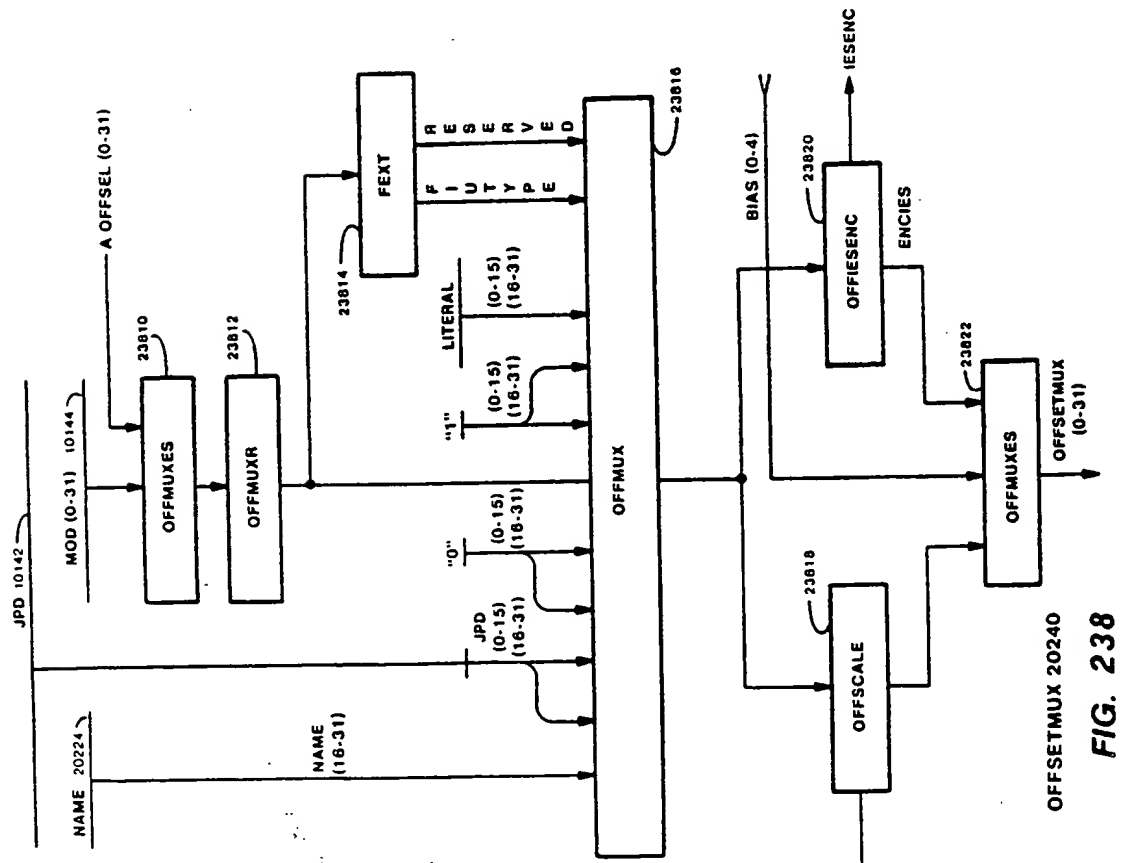 JPD 10142
MOD (0-31) 10144
A OFFSEL (0-31)
NAME 20224
OFFMUXES
23810
OFFMUXR
23812
FEXT
23814
FIUTYPE
RESERVED
NAME
(16-31)
JPD
(0-15)
(16-31)
"0"
(0-15)
(16-31)
"1"
(0-15)
(16-31)
LITERAL
(0-15)
(16-31)
OFFMUX
23816
BIAS (0-4)
OFFSCALE
23818
OFFIESENC
23820
IESENC
ENCIES
OFFMUXES
23822
OFFSETMUX
(0-31)
OFFSETMUX 20240
FIG. 238